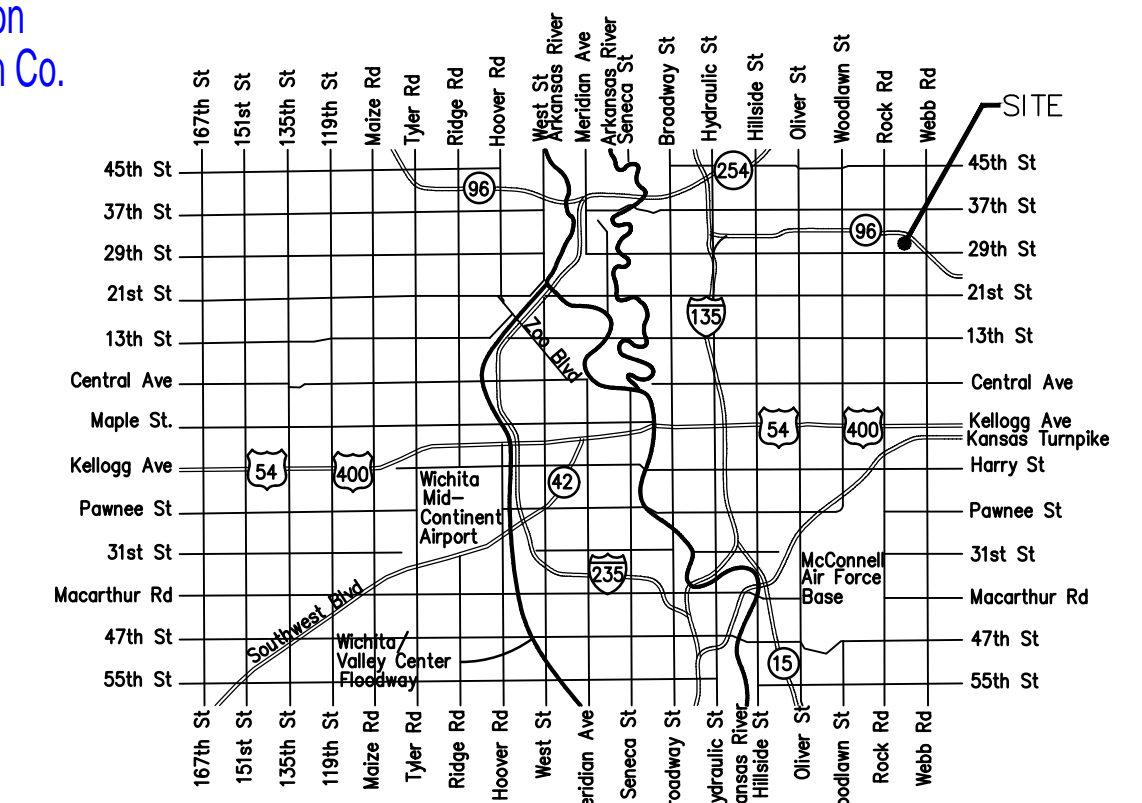 on
n Co.
167th St
151st St
135th St
119th St
Maize Rd
Tyler Rd
Ridge Rd
Hoover Rd
West St
Arkansas River
Meridian Ave
Arkansas River
Seneca St
Broadway St
Hydraulic St
Hillside St
Oliver St
Woodlawn St
Rock Rd
Webb Rd
SITE
45th St
254
45th St
96
37th St
37th St
96
29th St
29th St
21st St
21st St
135
13th St
Zoo Blvd
13th St
Central Ave
Central Ave
Maple St.
54
400
Kellogg Ave
Kansas Turnpike
Kellogg Ave
54
400
Harry St
Wichita
Mid-
Continent
Airport
42
Pawnee St
Pawnee St
31st St
31st St
235
McConnell
Air Force
Base
Macarthur Rd
Macarthur Rd
Southwest Blvd
47th St
47th St
Wichita/
Valley Center
Floodway
15
55th St
55th St
167th St
151st St
135th St
119th St
Maize Rd
Tyler Rd
Ridge Rd
Hoover Rd
West St
eridian Ave
Seneca St
roadway St
ydraulic St
ansas River
Hillside St
Oliver St
oodlawn St
Rock Rd
Webb Rd